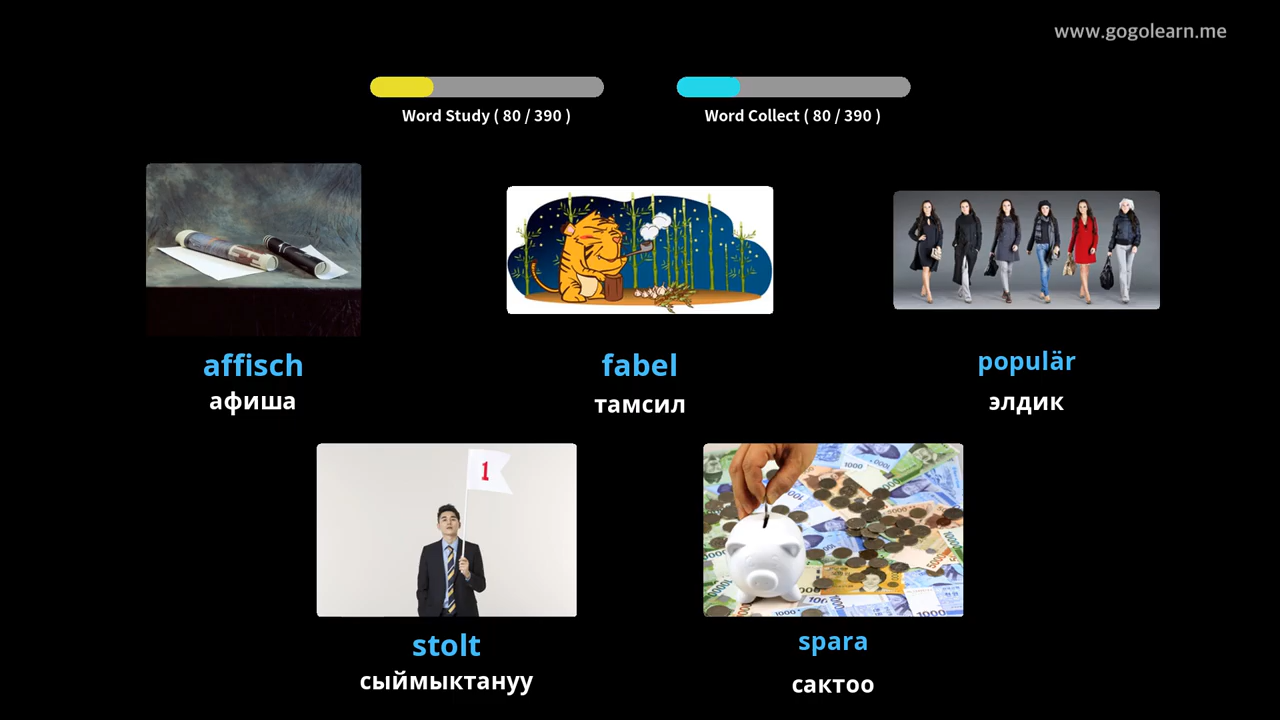 www.gogolearn.me
Word Study ( 80 / 390 )
Word Collect ( 80 / 390 )
affisch
афиша
fabel
тамсил
populär
элдик
1
stolt
сыймыктануу
spara
сактоо